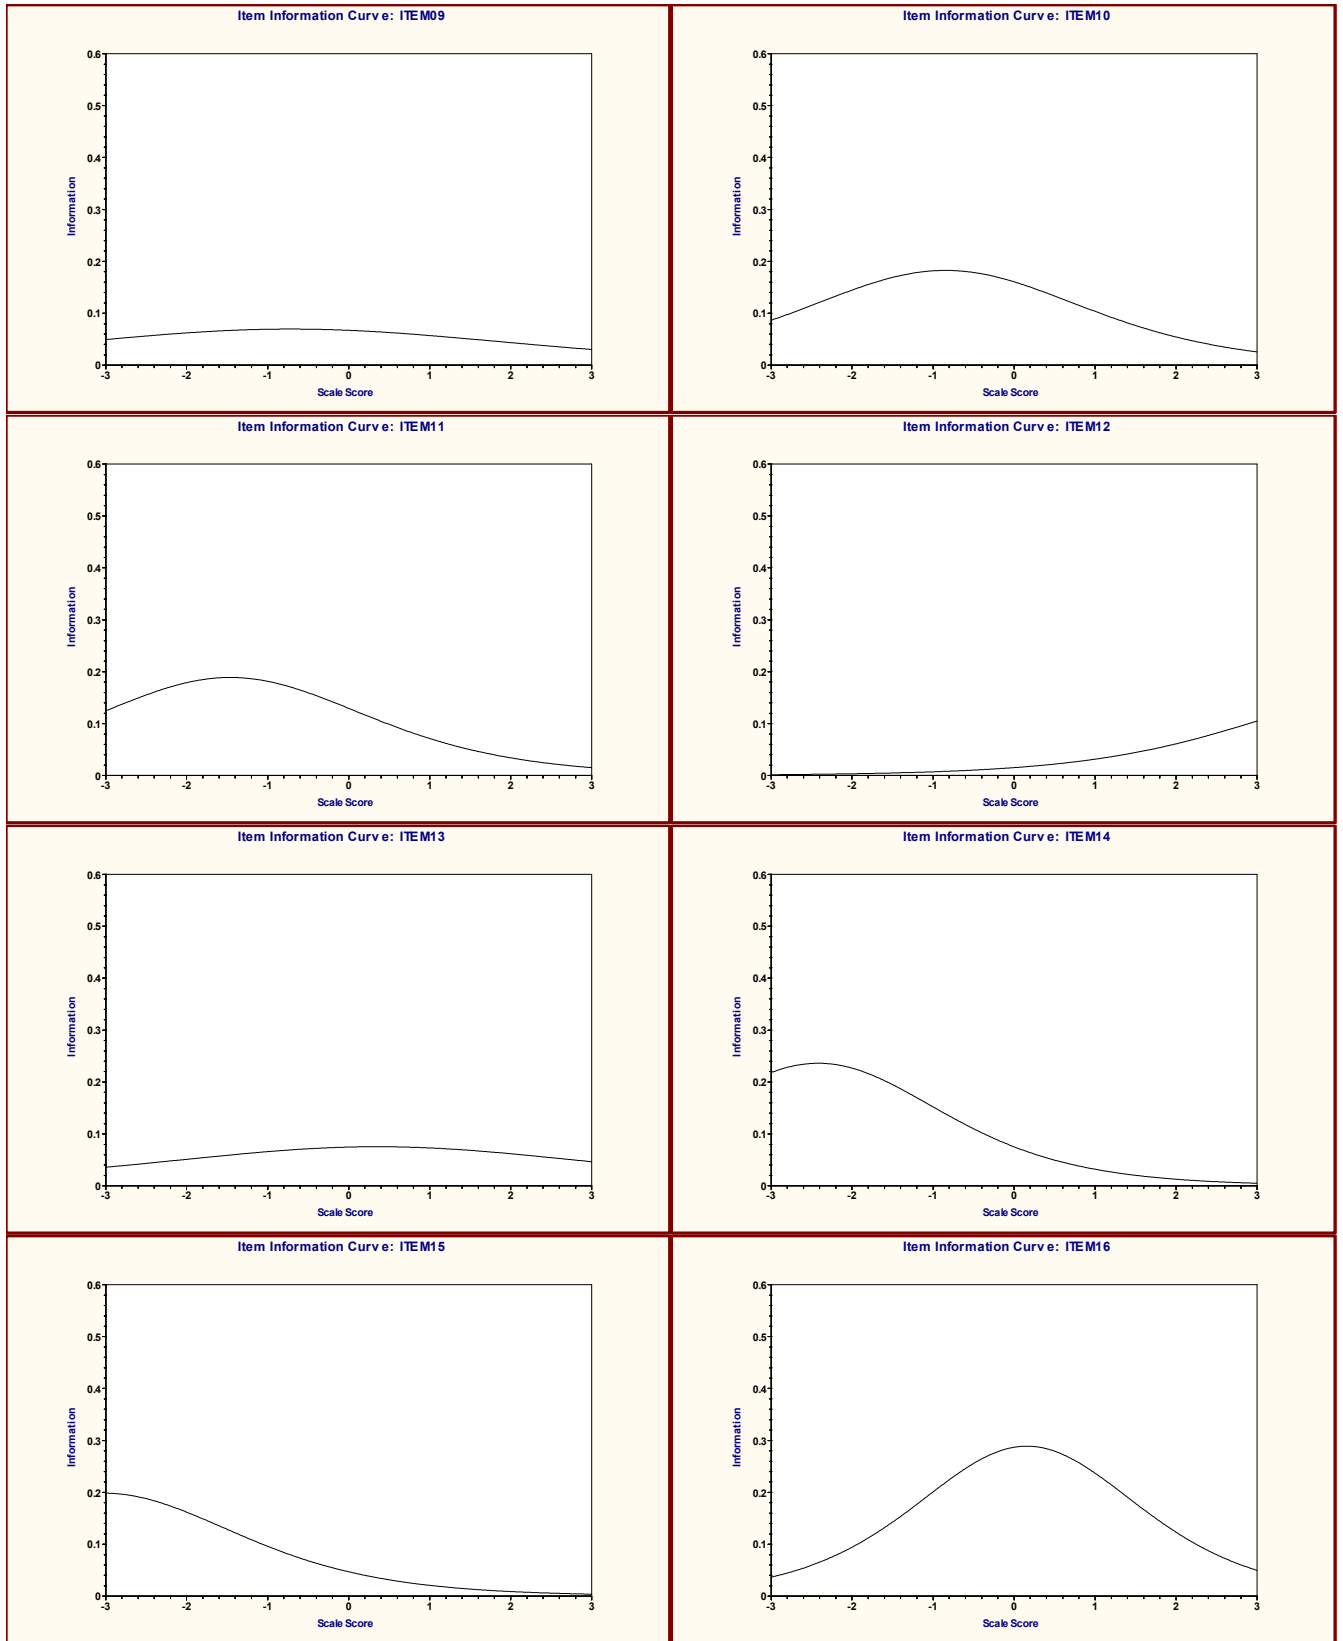 Item Information Curve: ITEM09
0.6
0.5
0.4
0.3
0.2
0.1
0
Information
-3 -2 -1 0 1 2 3
Scale Score
Item Information Curve: ITEM10
0.6
0.5
0.4
0.3
0.2
0.1
0
Information
-3 -2 -1 0 1 2 3
Scale Score
Item Information Curve: ITEM11
0.6
0.5
0.4
0.3
0.2
0.1
0
Information
-3 -2 -1 0 1 2 3
Scale Score
Item Information Curve: ITEM12
0.6
0.5
0.4
0.3
0.2
0.1
0
Information
-3 -2 -1 0 1 2 3
Scale Score
Item Information Curve: ITEM13
0.6
0.5
0.4
0.3
0.2
0.1
0
Information
-3 -2 -1 0 1 2 3
Scale Score
Item Information Curve: ITEM14
0.6
0.5
0.4
0.3
0.2
0.1
0
Information
-3 -2 -1 0 1 2 3
Scale Score
Item Information Curve: ITEM15
0.6
0.5
0.4
0.3
0.2
0.1
0
Information
-3 -2 -1 0 1 2 3
Scale Score
Item Information Curve: ITEM16
0.6
0.5
0.4
0.3
0.2
0.1
0
Information
-3 -2 -1 0 1 2 3
Scale Score